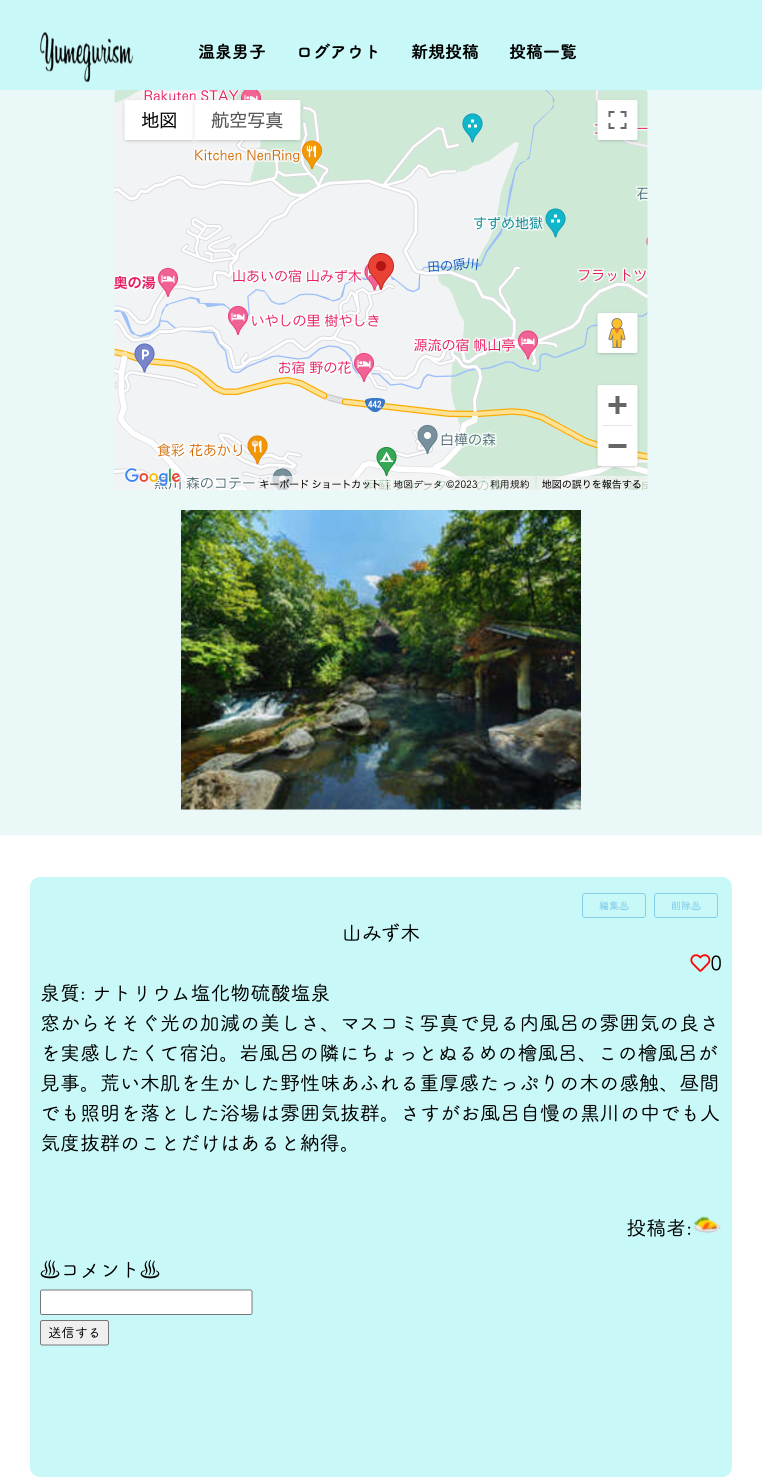 Yumegurism
温泉男子 ログアウト 新規投稿 投稿一覧
Rakuten STAY
地図 航空写真
Kitchen NenRing
すずめ地獄
石
田の原川
山あいの宿 山みず木
フラットツ
奥の湯
いやしの里 樹やしき
P
源流の宿 帆山亭
お宿 野の花
442
白樺の森
食彩 花あかり
Google
黒川 森のコテー
キーボード ショートカット 地図データ ©2023 利用規約 地図の誤りを報告する
編集♨ 削除♨
山みず木
0
泉質: ナトリウム塩化物硫酸塩泉
窓からそそぐ光の加減の美しさ、マスコミ写真で見る内風呂の雰囲気の良さ
を実感したくて宿泊。岩風呂の隣にちょっとぬるめの檜風呂、この檜風呂が
見事。荒い木肌を生かした野性味あふれる重厚感たっぷりの木の感触、昼間
でも照明を落とした浴場は雰囲気抜群。さすがお風呂自慢の黒川の中でも人
気度抜群のことだけはあると納得。
投稿者:
♨コメント♨
送信する